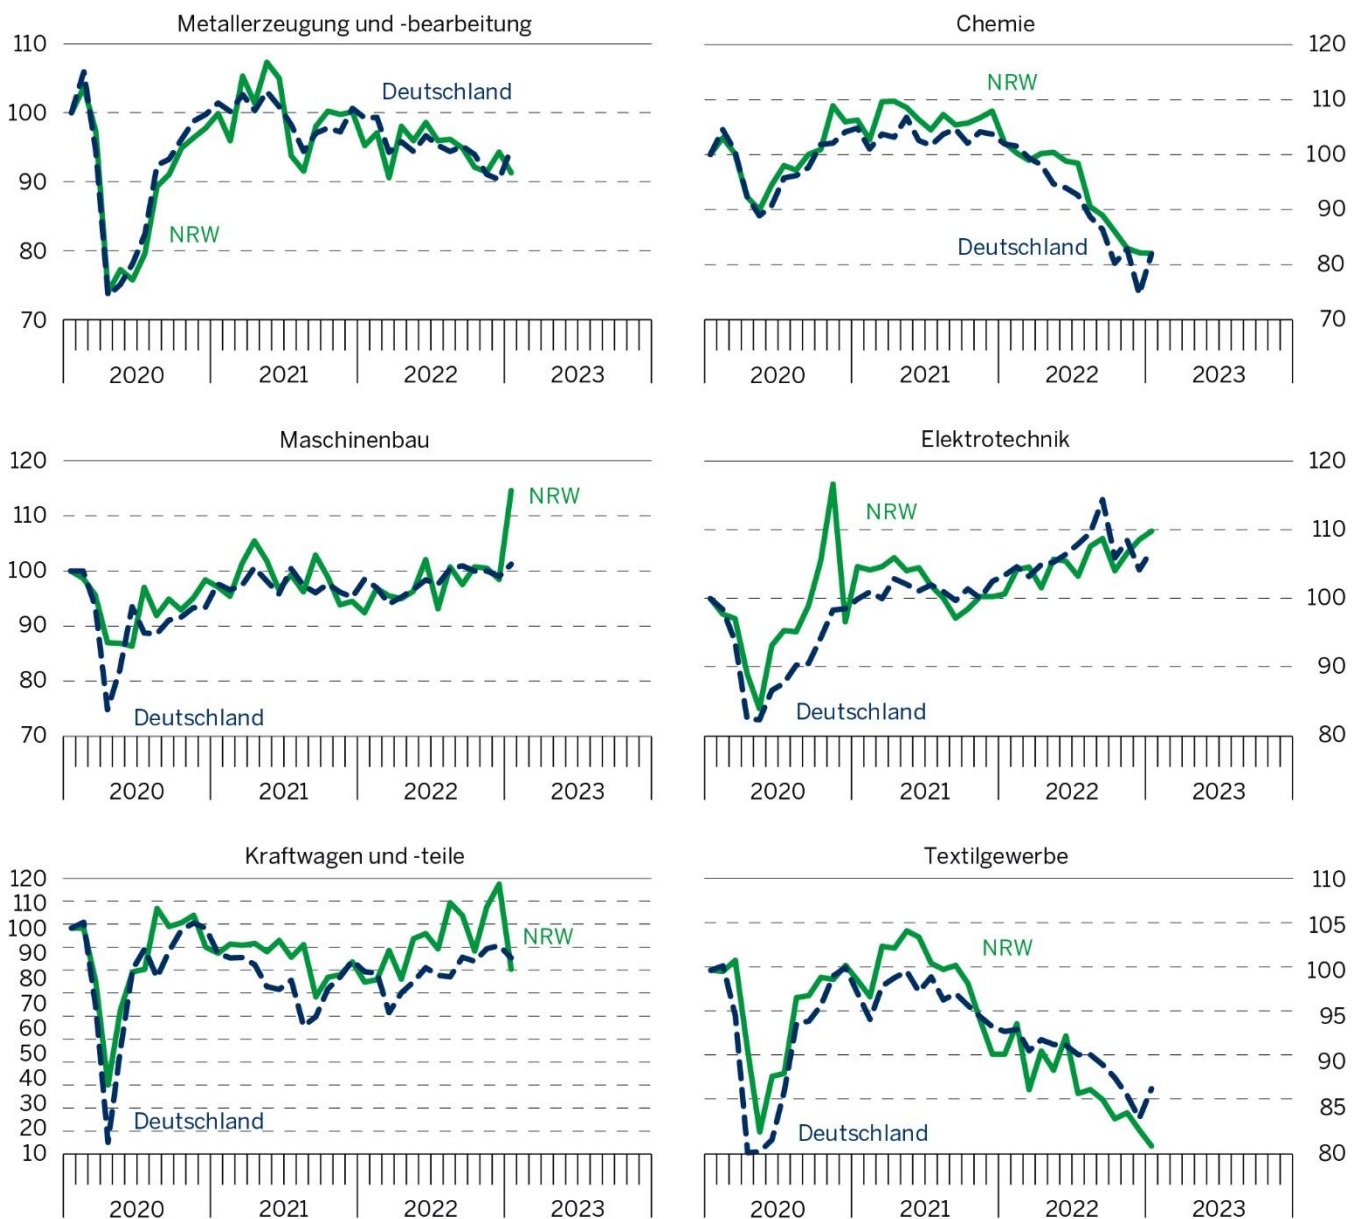 Metallerzeugung und -bearbeitung
110
100
90
80
70
Deutschland
NRW
2020 2021 2022 2023
Chemie
120
110
100
90
80
70
NRW
Deutschland
2020 2021 2022 2023
Maschinenbau
120
110
100
90
80
70
NRW
Deutschland
2020 2021 2022 2023
Elektrotechnik
120
110
100
90
80
NRW
Deutschland
2020 2021 2022 2023
Kraftwagen und -teile
120
110
100
90
80
70
60
50
40
30
20
10
NRW
Deutschland
2020 2021 2022 2023
Textilgewerbe
110
105
100
95
90
85
80
NRW
Deutschland
2020 2021 2022 2023